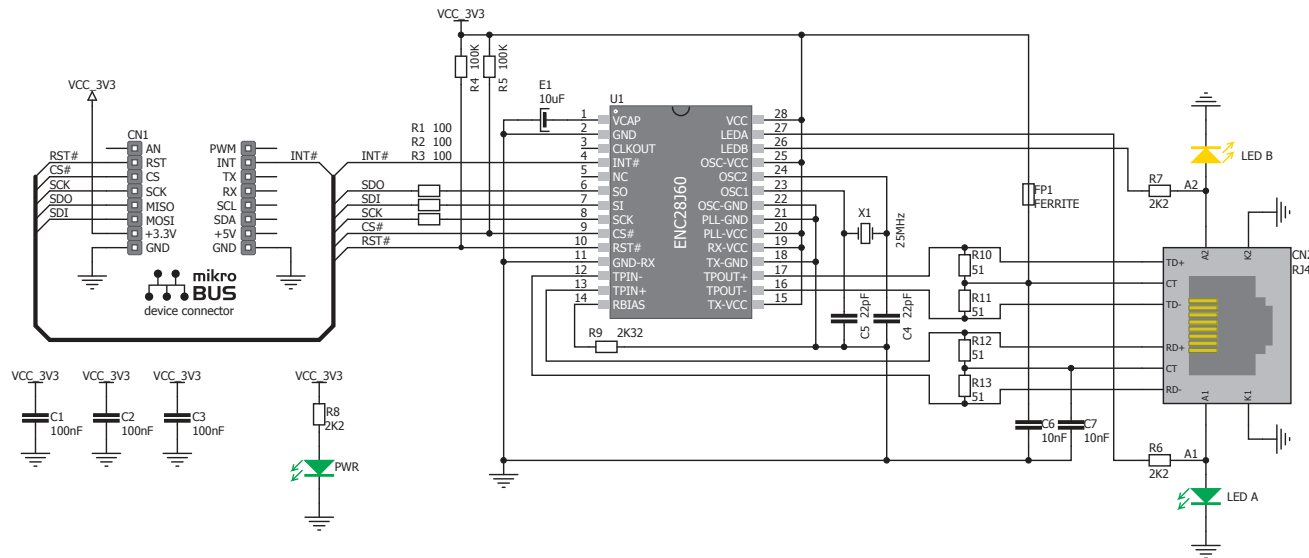 VCC_3V3
R4 100K
R5 100K
VCC_3V3
CN1
AN
RST
CS
SCK
MISO
MOSI
+3.3V
GND
PWM
INT
TX
RX
SCL
SDA
+5V
GND
RST#
CS#
SCK
SDO
SDI
INT#
mikro
BUS
device connector
INT#
SDO
SDI
SCK
CS#
RST#
R1 100
R2 100
R3 100
E1
10uF
U1
ENC28J60
1 VCAP
2 GND
3 CLKOUT
4 INT#
5 NC
6 SO
7 SI
8 SCK
9 CS#
10 RST#
11 GND-RX
12 TPIN-
13 TPIN+
14 RBIAS
VCC 28
LEDA 27
LEDB 26
OSC-VCC 25
OSC2 24
OSC1 23
OSC-GND 22
PLL-GND 21
PLL-VCC 20
RX-VCC 19
TX-GND 18
TPOUT+ 17
TPOUT- 16
TX-VCC 15
R9 2K32
X1
25MHz
C5 22pF
C4 22pF
FP1
FERRITE
R10
51
R11
51
R12
51
R13
51
C6
10nF
C7
10nF
LED B
R7
2K2
A2
CN2
RJ4
TD+
CT
TD-
RD+
CT
RD-
A2
K2
A1
K1
R6
2K2
A1
LED A
VCC_3V3
C1
100nF
VCC_3V3
C2
100nF
VCC_3V3
C3
100nF
VCC_3V3
R8
2K2
PWR